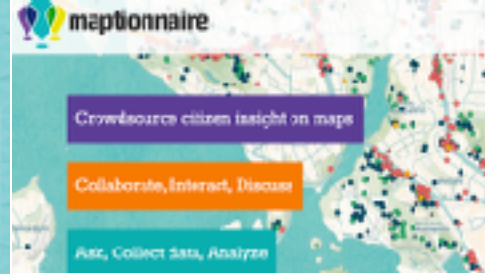 maptionnaire
Crowdsource citizen insight on maps
Collaborate, Interact, Discuss
Ask, Collect Data, Analyze